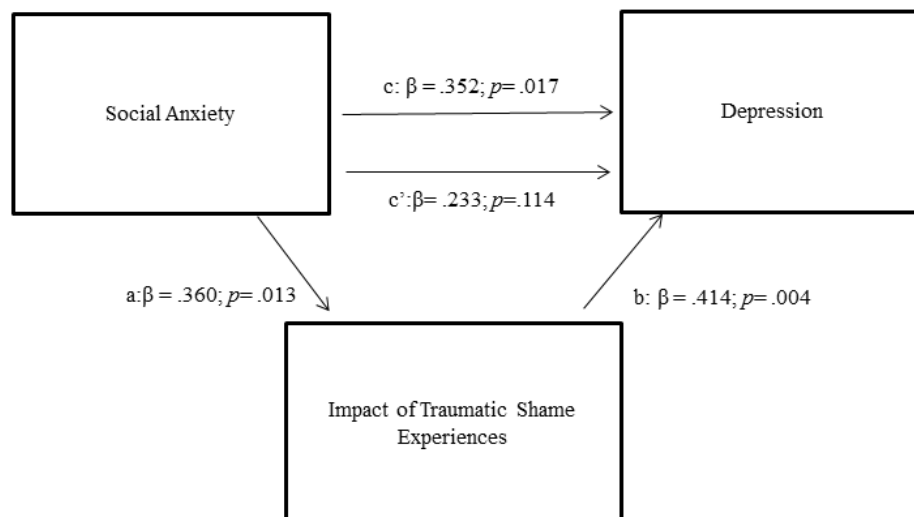 c: β = .352; p= .017
Social Anxiety
Depression
c’:β= .233; p=.114
a:β = .360; p= .013
b: β = .414; p= .004
Impact of Traumatic Shame
Experiences